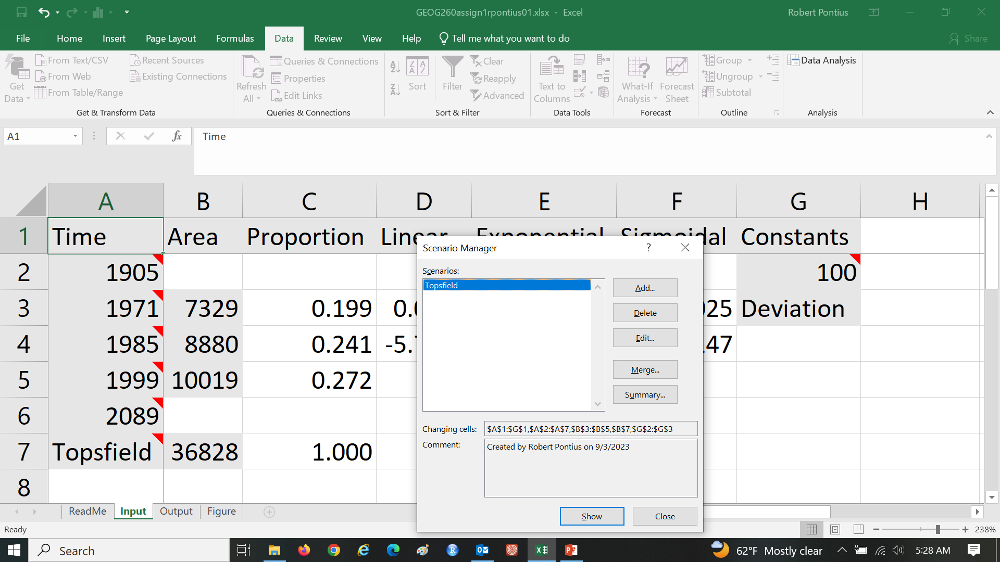 GEOG260assign1rpontius01.xlsx - Excel
Robert Pontius
File Home Insert Page Layout Formulas Data Review View Help Tell me what you want to do
Share
Get Data
From Text/CSV
From Web
From Table/Range
Recent Sources
Existing Connections
Get & Transform Data
Refresh All
Queries & Connections
Properties
Edit Links
Queries & Connections
Sort
Filter
Clear
Reapply
Advanced
Sort & Filter
Text to Columns
Data Tools
What-If Analysis
Forecast Sheet
Forecast
Group
Ungroup
Subtotal
Outline
Data Analysis
Analysis
A1
fx
Time
A B C D E F G H
1 Time Area Proportion Linear Exponential Sigmoidal Constants
2 1905 100
3 1971 7329 0.199 0. 25 Deviation
4 1985 8880 0.241 -5. 47
5 1999 10019 0.272
6 2089
7 Topsfield 36828 1.000
8
Scenario Manager
?
Scenarios:
Topsfield
Add...
Delete
Edit...
Merge...
Summary...
Changing cells: $A$1:$G$1,$A$2:$A$7,$B$3:$B$5,$B$7,$G$2:$G$3
Comment: Created by Robert Pontius on 9/3/2023
Show Close
ReadMe Input Output Figure
Ready
238%
Search
62°F Mostly clear
5:28 AM